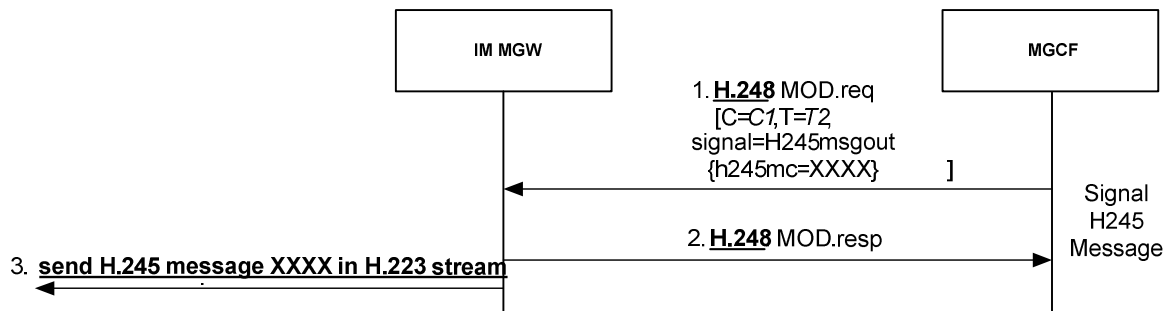 IM MGW
MGCF
1. H.248 MOD.req
[C=C1,T=T2,
signal=H245msgout
{h245mc=XXXX} ]
Signal
H245
Message
2. H.248 MOD.resp
3. send H.245 message XXXX in H.223 stream